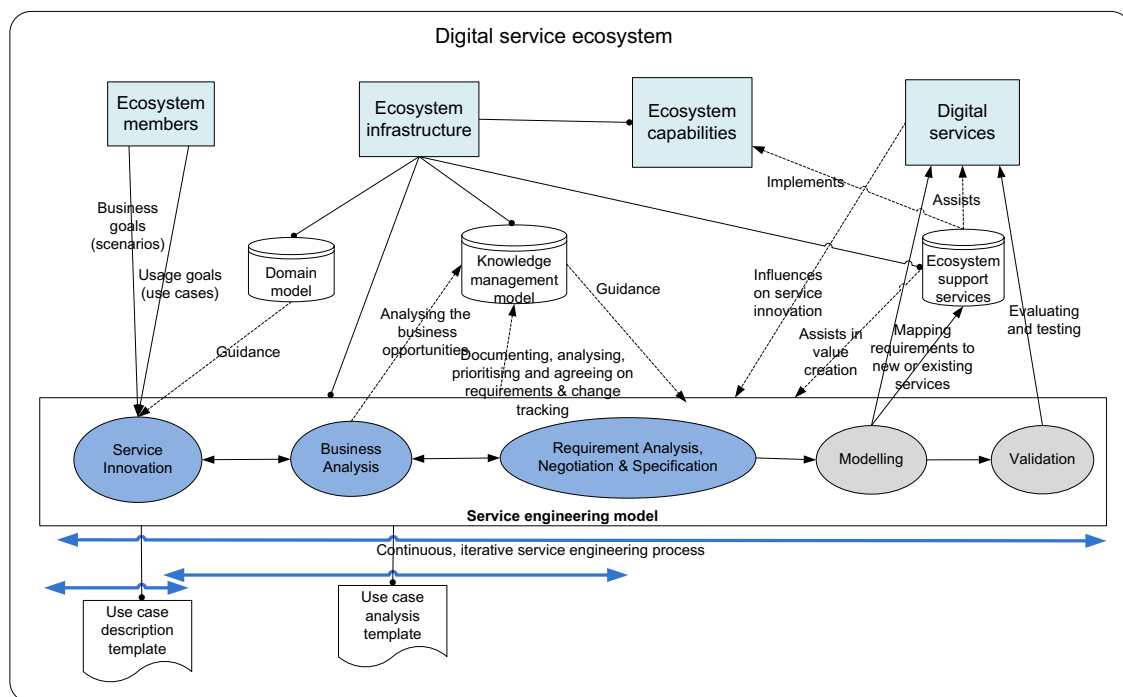 Digital service ecosystem
Ecosystem
members
Ecosystem
infrastructure
Ecosystem
capabilities
Digital
services
Implements
Assists
Business
goals
(scenarios)
Usage goals
(use cases)
Domain
model
Knowledge
management
model
Ecosystem
support
services
Guidance
Analysing the
business
opportunities
Guidance
Influences
on service
innovation
Evaluating
and testing
Documenting, analysing,
prioritising and agreeing on
requirements & change
tracking
Assists in
value
creation
Mapping
requirements to
new or existing
services
Service
Innovation
Business
Analysis
Requirement Analysis,
Negotiation & Specification
Modelling
Validation
Service engineering model
Continuous, iterative service engineering process
Use case
description
template
Use case
analysis
template